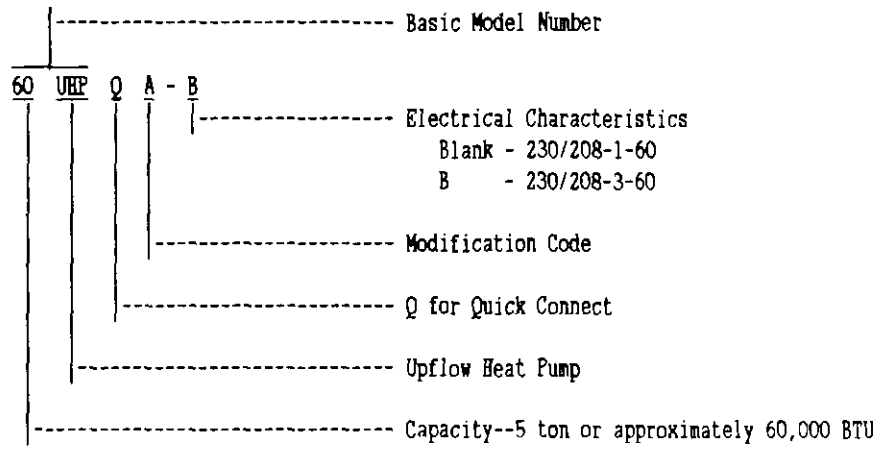 Basic Model Number
60 UHP Q A - B
Electrical Characteristics
Blank - 230/208-1-60
B - 230/208-3-60
Modification Code
Q for Quick Connect
Upflow Heat Pump
Capacity--5 ton or approximately 60,000 BTU